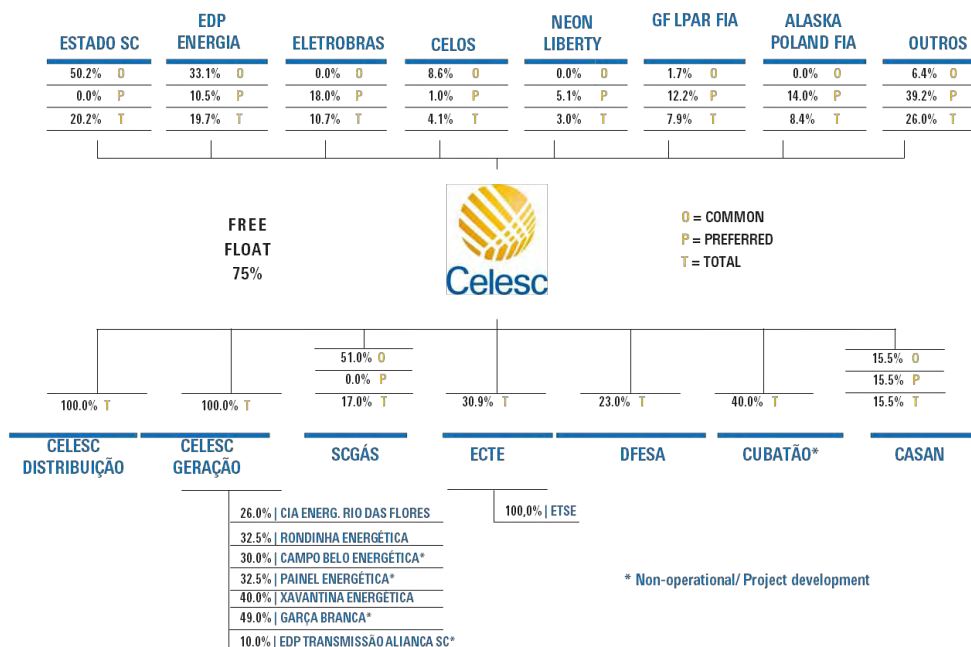 ESTADO SC
EDP
ENERGIA
ELETROBRAS
CELOS
NEON
LIBERTY
GF LPAR FIA
ALASKA
POLAND FIA
OUTROS
50.2% O
33.1% O
0.0% O
8.6% O
0.0% O
1.7% O
0.0% O
6.4% O
0.0% P
10.5% P
18.0% P
1.0% P
5.1% P
12.2% P
14.0% P
39.2% P
20.2% T
19.7% T
10.7% T
4.1% T
3.0% T
7.9% T
8.4% T
26.0% T
FREE
FLOAT
75%
Celesc
O = COMMON
P = PREFERRED
T = TOTAL
100.0% T
100.0% T
51.0% O
0.0% P
17.0% T
30.9% T
23.0% T
40.0% T
15.5% O
15.5% P
15.5% T
CELESC
DISTRIBUIÇÃO
CELESC
GERAÇÃO
SCGÁS
ECTE
DFESA
CUBATÃO*
CASAN
26.0% | CIA ENERG. RIO DAS FLORES
32.5% | RONDINHA ENERGÉTICA
30.0% | CAMPO BELO ENERGÉTICA*
32.5% | PAINEL ENERGÉTICA*
40.0% | XAVANTINA ENERGÉTICA
49.0% | GARÇA BRANCA*
10.0% | EDP TRANSMISSÃO ALIANCA SC*
100,0% | ETSE
* Non-operational/ Project development